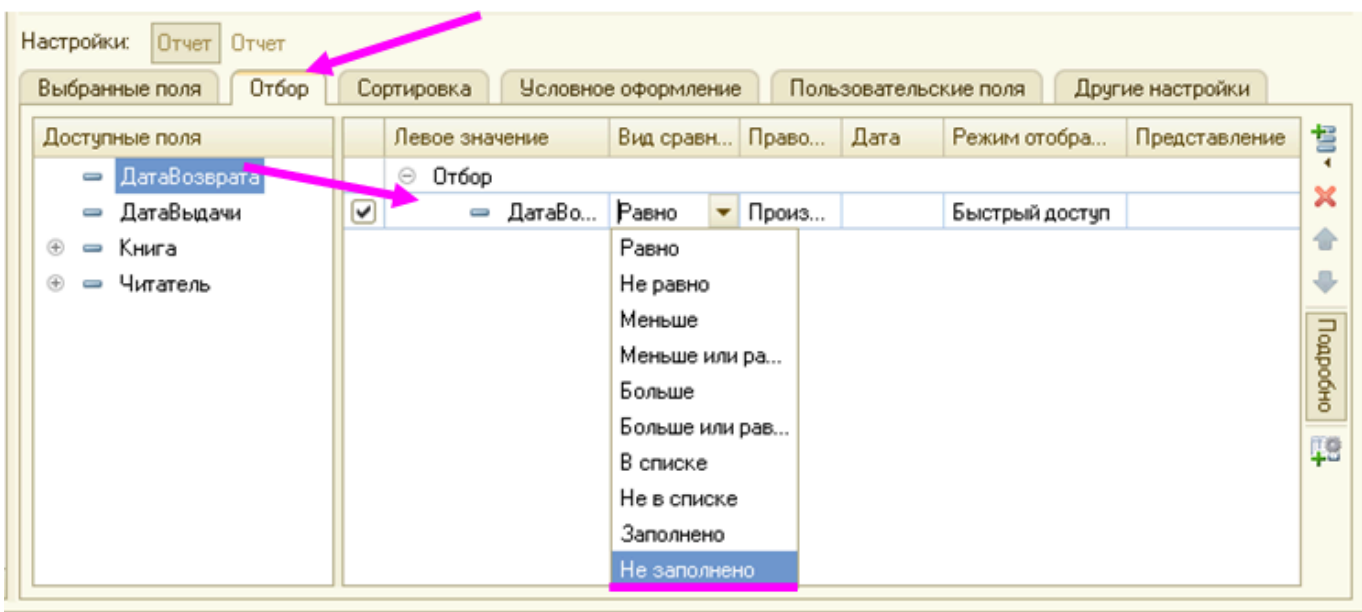 Настройки: Отчет Отчет
Выбранные поля Отбор Сортировка Условное оформление Пользовательские поля Другие настройки
Доступные поля Левое значение Вид сравн... Право... Дата Режим отобра... Представление
ДатаВозврата Отбор
ДатаВыдачи ДатаВо... Равно Произ... Быстрый доступ
Книга Равно
Читатель Не равно
Меньше
Меньше или ра...
Больше
Больше или рав...
В списке
Не в списке
Заполнено
Не заполнено
Подробно